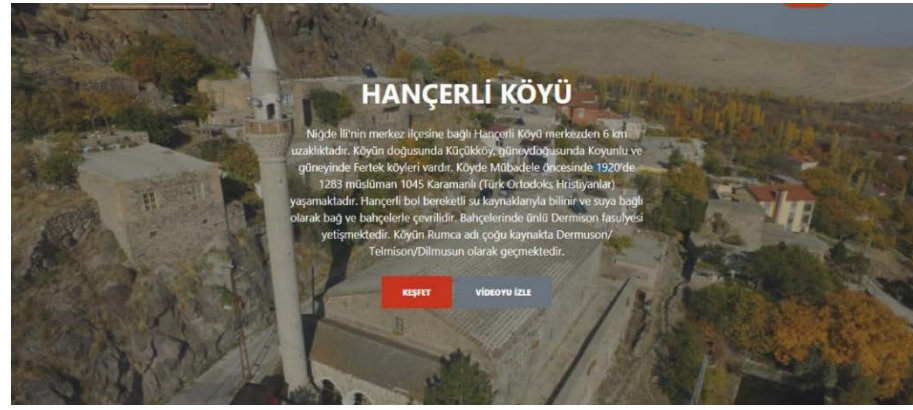 HANÇERLİ KÖYÜ
Niğde İli'nin merkez ilçesine bağlı Hançerli Köyü merkezden 6 km
uzaklıktadır. Köyün doğusunda Küçükköy, güneydoğusunda Koyunlu ve
güneyinde Fertek köyleri vardır. Köyde Mübadele öncesinde 1920'de
1283 müslüman 1045 Karamanlı (Türk Ortodoks Hristiyanlar)
yaşamaktadır. Hançerli bol bereketli su kaynaklarıyla bilinir ve suya bağlı
olarak bağ ve bahçelerle çevrilidir. Bahçelerinde ünlü Dermison fasulyesi
yetişmektedir. Köyün Rumca adı çoğu kaynakta Dermuson/
Telmison/Dilmusun olarak geçmektedir.
KEŞFET VİDEOYU İZLE